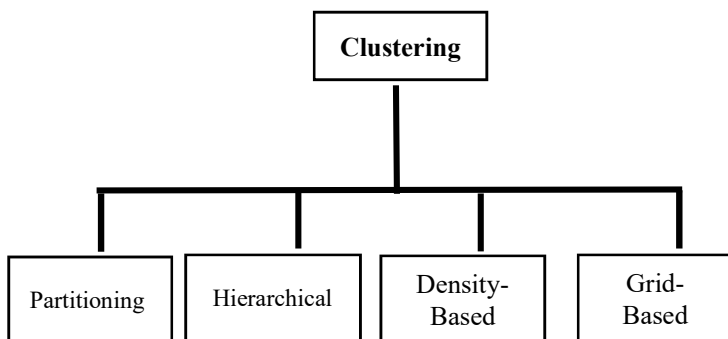 Clustering
Partitioning
Hierarchical
Density-
Based
Grid-
Based